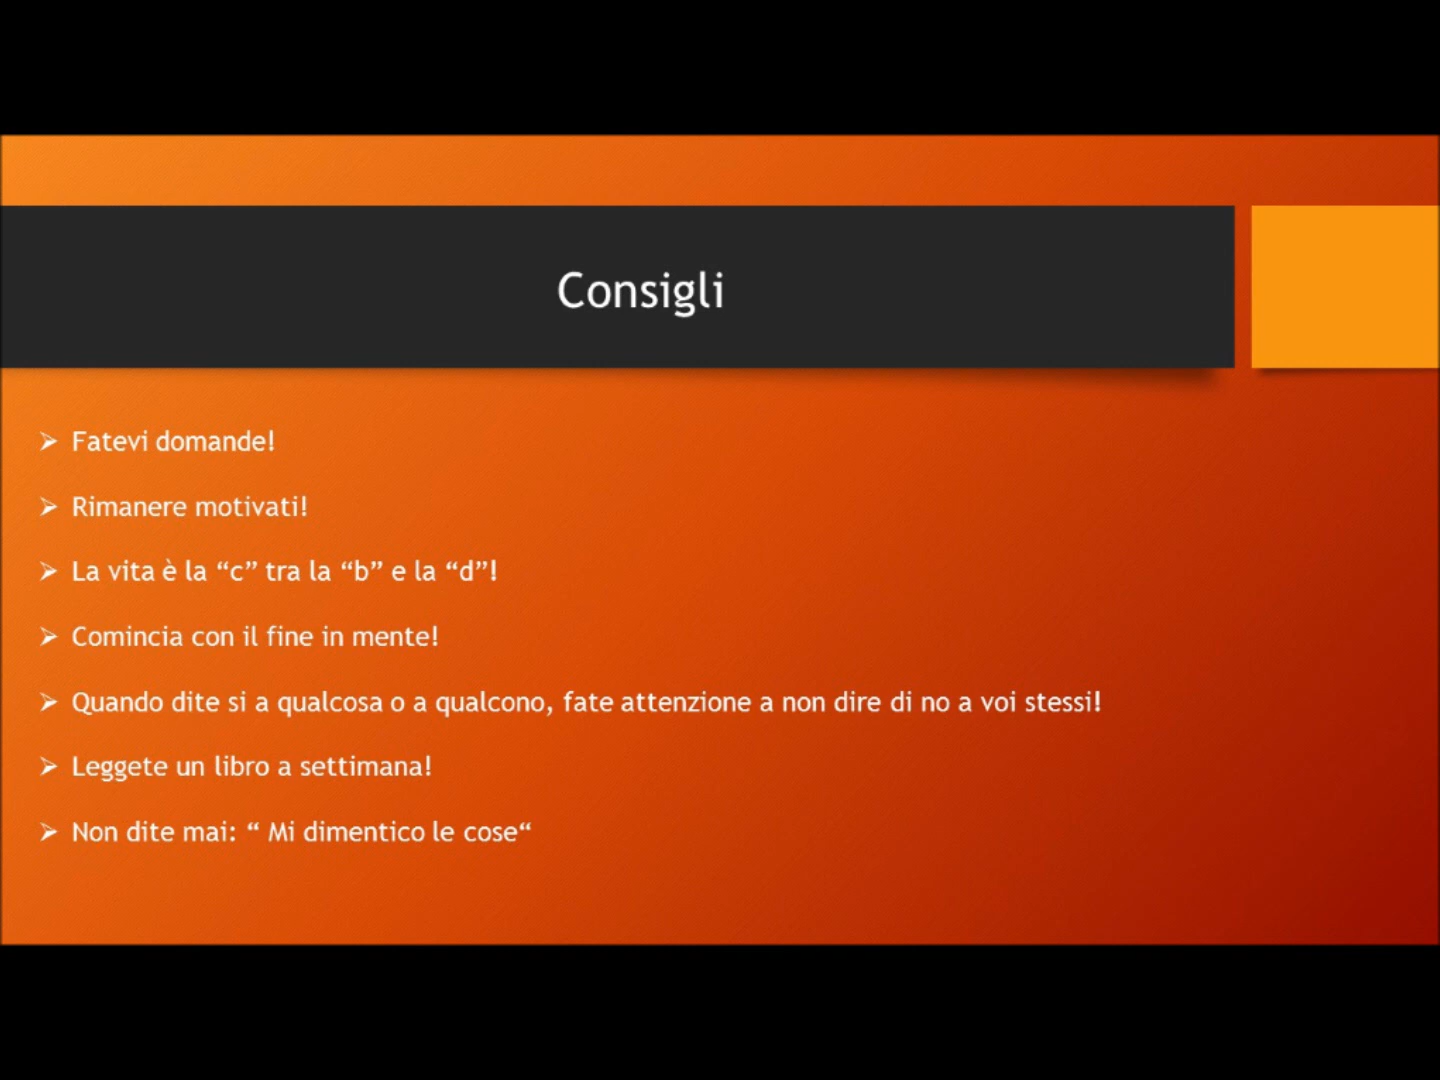 Consigli
Fatevi domande!
Rimanere motivati!
La vita è la “c” tra la “b” e la “d”!
Comincia con il fine in mente!
Quando dite si a qualcosa o a qualcono, fate attenzione a non dire di no a voi stessi!
Leggete un libro a settimana!
Non dite mai: “ Mi dimentico le cose“